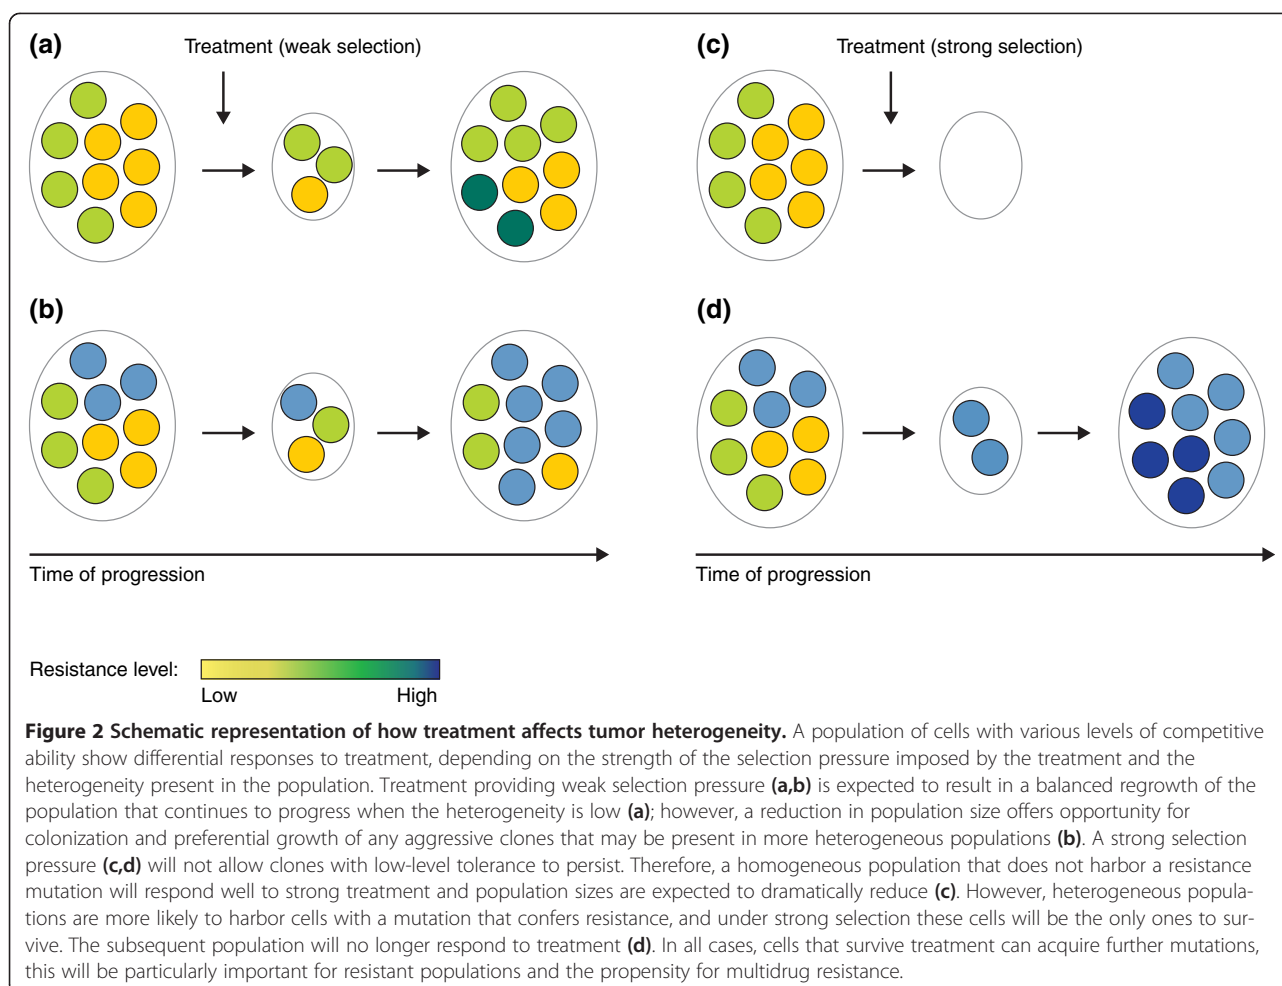 (a)
Treatment (weak selection)
(c)
Treatment (strong selection)
(b)
(d)
Time of progression
Time of progression
Resistance level:
Low
High
Figure 2 Schematic representation of how treatment affects tumor heterogeneity. A population of cells with various levels of competitive
ability show differential responses to treatment, depending on the strength of the selection pressure imposed by the treatment and the
heterogeneity present in the population. Treatment providing weak selection pressure (a,b) is expected to result in a balanced regrowth of the
population that continues to progress when the heterogeneity is low (a); however, a reduction in population size offers opportunity for
colonization and preferential growth of any aggressive clones that may be present in more heterogeneous populations (b). A strong selection
pressure (c,d) will not allow clones with low-level tolerance to persist. Therefore, a homogeneous population that does not harbor a resistance
mutation will respond well to strong treatment and population sizes are expected to dramatically reduce (c). However, heterogeneous popula-
tions are more likely to harbor cells with a mutation that confers resistance, and under strong selection these cells will be the only ones to sur-
vive. The subsequent population will no longer respond to treatment (d). In all cases, cells that survive treatment can acquire further mutations,
this will be particularly important for resistant populations and the propensity for multidrug resistance.